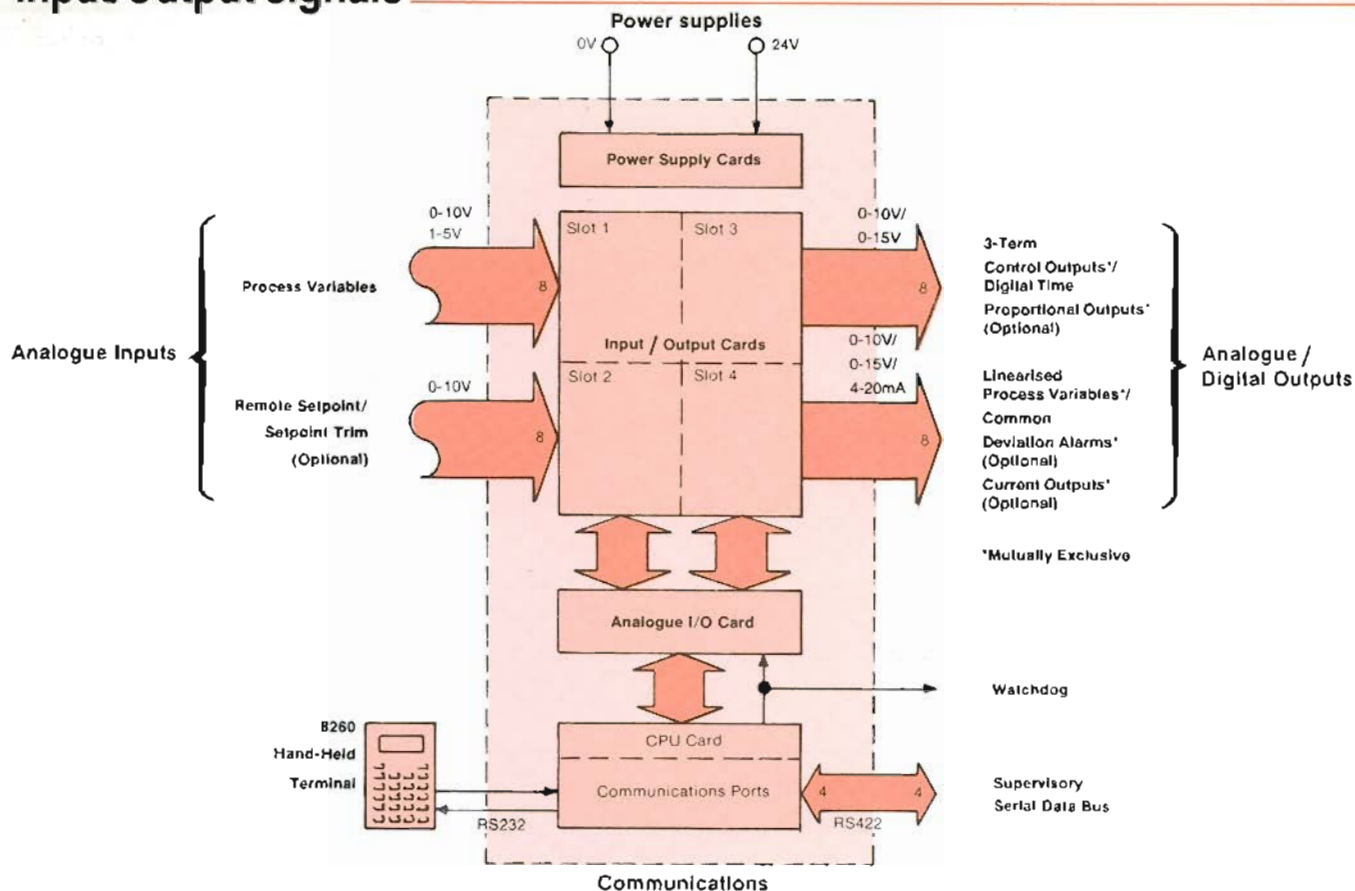 Input/output signals
Power supplies
0V
24V
Power Supply Cards
0-10V
1-5V
Slot 1
Slot 3
0-10V/
0-15V
Process Variables
8
8
3-Term
Control Outputs*/
Digital Time
Proportional Outputs*
(Optional)
Analogue Inputs
Input / Output Cards
0-10V/
0-15V/
4-20mA
Analogue /
Digital Outputs
0-10V
Slot 2
Slot 4
Remote Setpoint/
Setpoint Trim
(Optional)
8
8
Linearised
Process Variables*/
Common
Deviation Alarms*
(Optional)
Current Outputs*
(Optional)
*Mutually Exclusive
Analogue I/O Card
Watchdog
8260
Hand-Held
Terminal
CPU Card
Communications Ports
RS232
4
4
RS422
Supervisory
Serial Data Bus
Communications